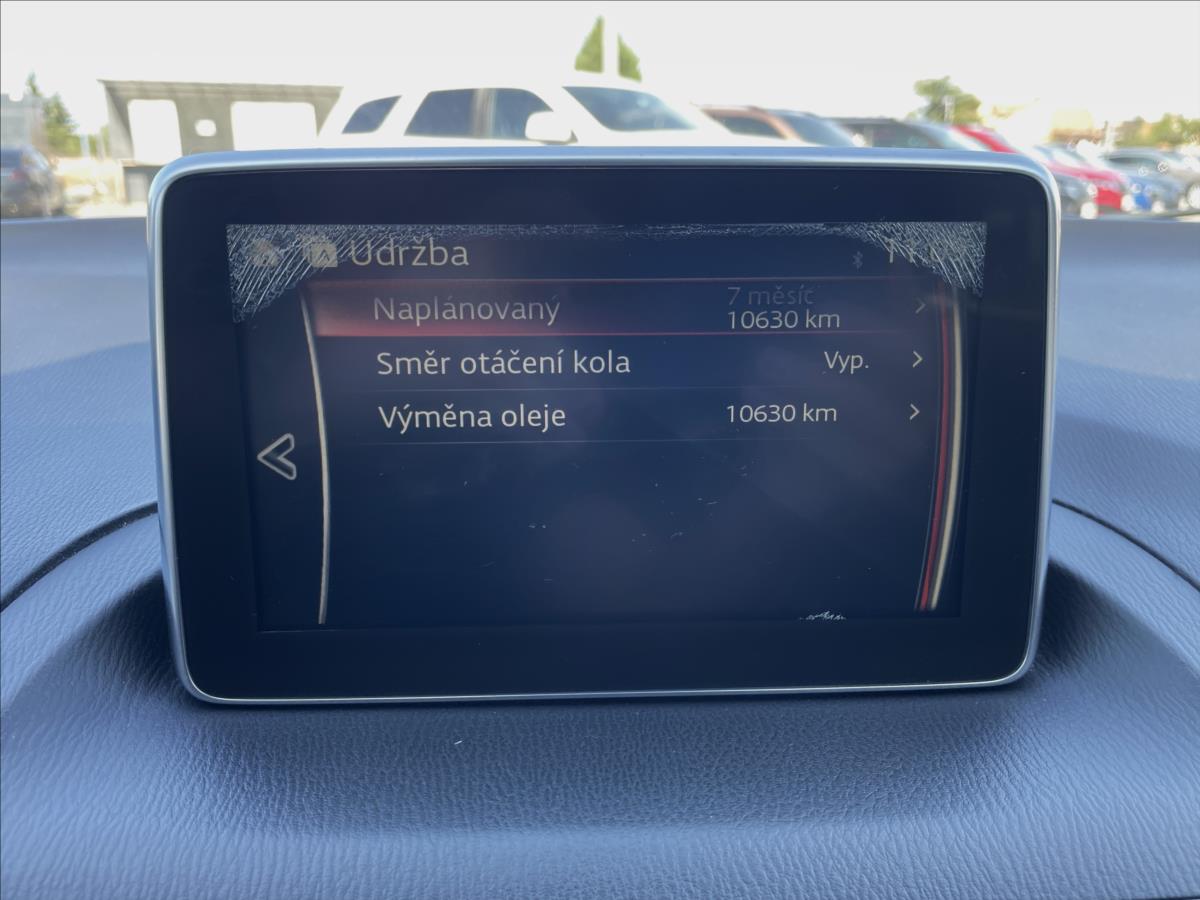 Údržba
Naplánovaný 7 měsíc
10630 km
Směr otáčení kola Vyp.
Výměna oleje 10630 km